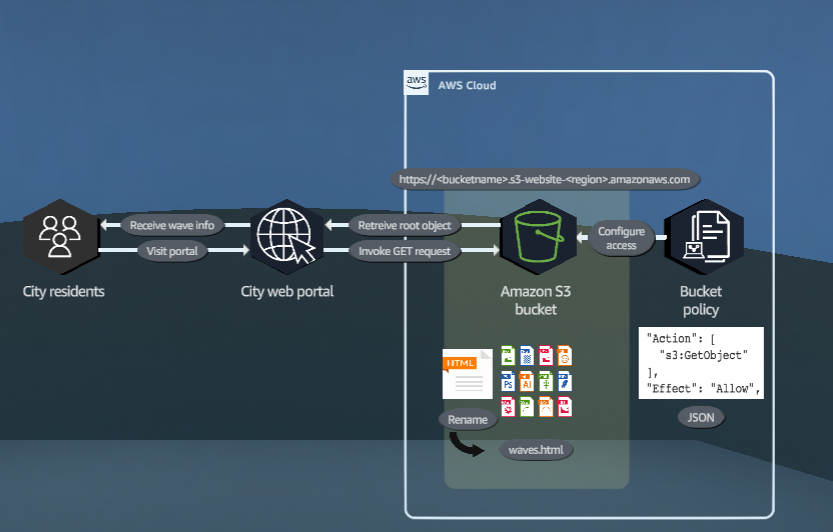 aws
AWS Cloud
https://<bucketname>.s3-website-<region>.amazonaws.com
Receive wave info
Retreive root object
Configure
access
Visit portal
Invoke GET request
City residents
City web portal
Amazon S3
bucket
Bucket
policy
"Action": [
"s3:GetObject"
],
"Effect": "Allow",
JSON
HTML
Ps
Ai
Rename
waves.html